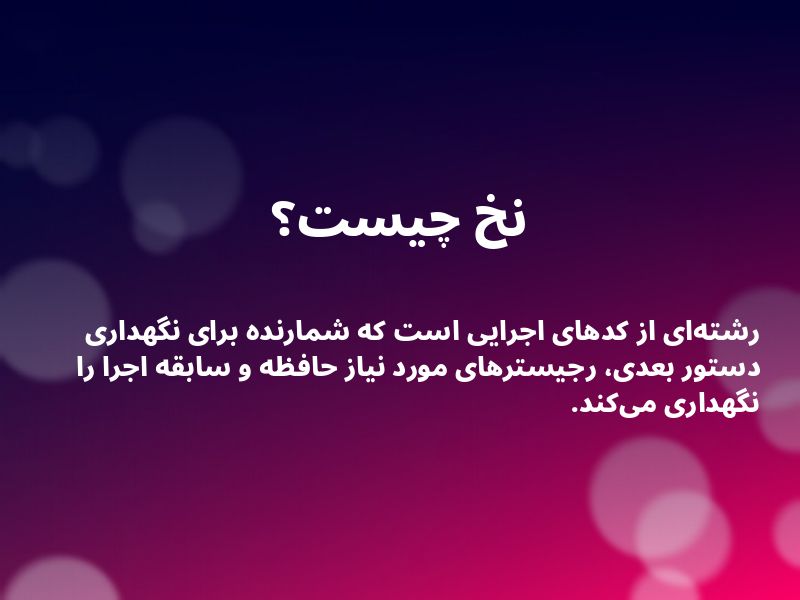 نخ چیست؟
رشته‌ای از کدهای اجرایی است که شمارنده برای نگهداری
دستور بعدی، رجیسترهای مورد نیاز حافظه و سابقه اجرا را
نگهداری می‌کند.